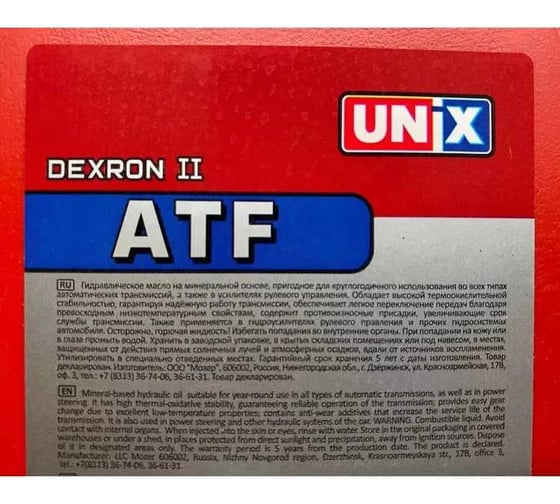 UNiX
DEXRON II
ATF
RU Гидравлическое масло на минеральной основе, пригодное для круглогодичного использования во всех типах
автоматических трансмиссий, а также в усилителях рулевого управления. Обладает высокой термоокислительной
стабильностью, гарантируя надёжную работу трансмиссии, обеспечивает легкое переключение передач благодаря
превосходным низкотемпературным свойствам, содержит противоизносные присадки, увеличивающие срок
службы трансмиссии. Также применяется в гидроусилителях рулевого правления и прочих гидросистемах
автомобиля. Осторожно, горючая жидкость! Избегать попадания во внутренние органы. При попадании на кожу или
в глаза промыть водой. Хранить в заводской упаковке, в крытых складских помещениях или под навесом, в местах,
защищенных от действия прямых солнечных лучей и атмосферных осадков, вдали от источников воспламенения.
Утилизировать в специально отведенных местах. Гарантийный срок хранения 5 лет с даты изготовления. Товар
декларирован. Изготовитель: ООО "Мозер", 606002, Россия, Нижегородская обл., г. Дзержинск, ул. Красноармейская, 17В,
оф. 3, тел.: +7 (8313) 36-74-06, 36-61-31. Товар декларирован.
EN Mineral-based hydraulic oil suitable for year-round use in all types of automatic transmissions, as well as in power
steering. It has high thermal-oxidative stability, guaranteeing reliable operation of the transmission; provides easy gear
change due to excellent low-temperature properties; contains anti-wear additives that increase the service life of the
transmission. It is also used in power steering and other hydraulic systems of the car. WARNING. Combustible liquid. Avoid
contact with internal organs. When injected into the skin or eyes, rinse with water. Store in the original packaging in covered
warehouses or under a shed, in places protected from direct sunlight and precipitation, away from ignition sources. Dispose
of it in designated areas only. The warranty period is 5 years from the production date.
Manufacturer: LLC Moser 606002, Russia, Nizhny Novgorod region, Dzerzhinsk, Krasnoarmeyskaya str., 17B, office 3,
tel.: +7(8313) 36-74-06, 36-61-31.